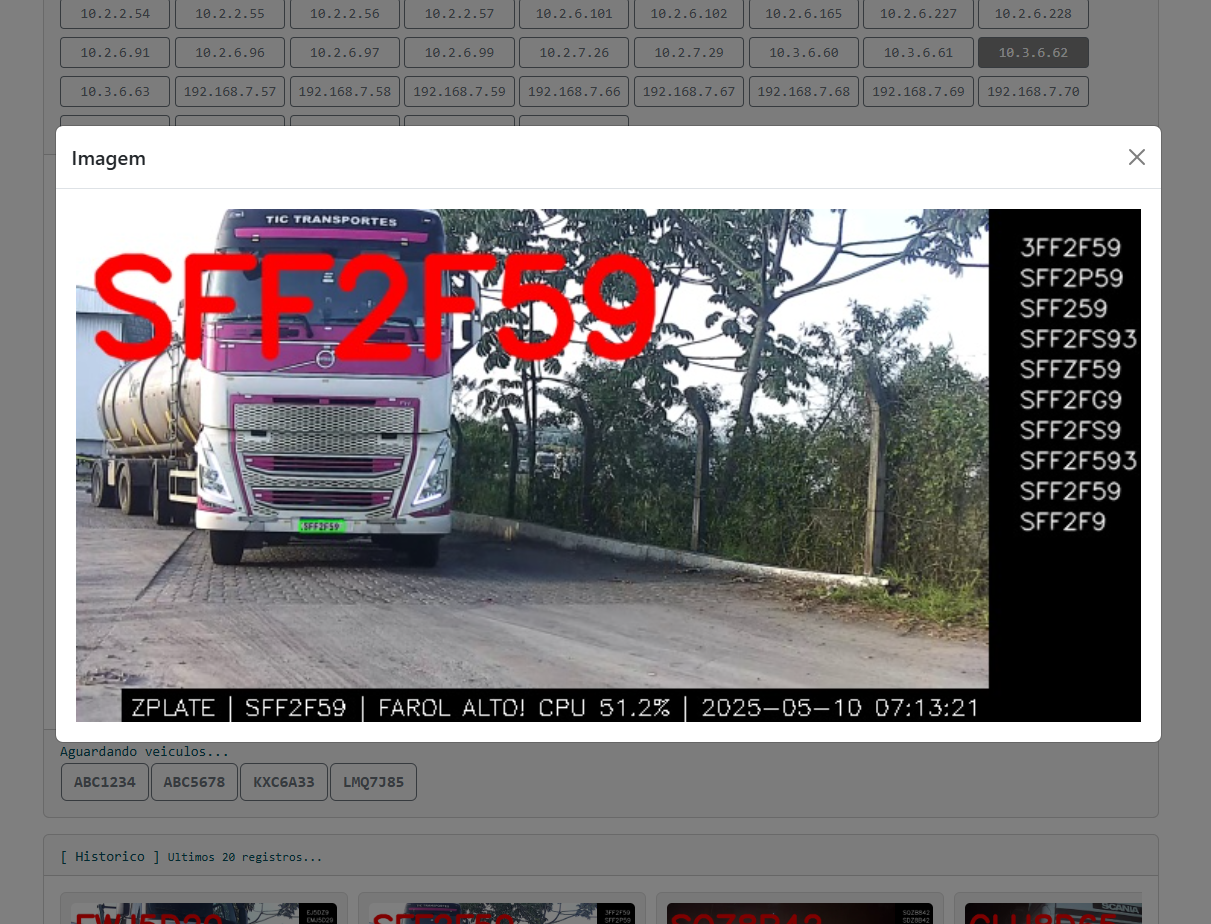 10.2.2.54 10.2.2.55 10.2.2.56 10.2.2.57 10.2.6.101 10.2.6.102 10.2.6.165 10.2.6.227 10.2.6.228
10.2.6.91 10.2.6.96 10.2.6.97 10.2.6.99 10.2.7.26 10.2.7.29 10.3.6.60 10.3.6.61 10.3.6.62
10.3.6.63 192.168.7.57 192.168.7.58 192.168.7.59 192.168.7.66 192.168.7.67 192.168.7.68 192.168.7.69 192.168.7.70
Imagem
TIC TRANSPORTES
SFF2F59
SFF2F59
3FF2F59
SFF2P59
SFF259
SFF2FS93
SFFZF59
SFF2FG9
SFF2FS9
SFF2F593
SFF2F59
SFF2F9
ZPLATE | SFF2F59 | FAROL ALTO! CPU 51.2% | 2025-05-10 07:13:21
Aguardando veiculos...
ABC1234 ABC5678 KXC6A33 LMQ7J85
[ Historico ] Ultimos 20 registros...
EJ5DZ9
EWJ5D29
3FF2F59
SFF2P59
SQZ8B42
SDZ8B42
SCANIA